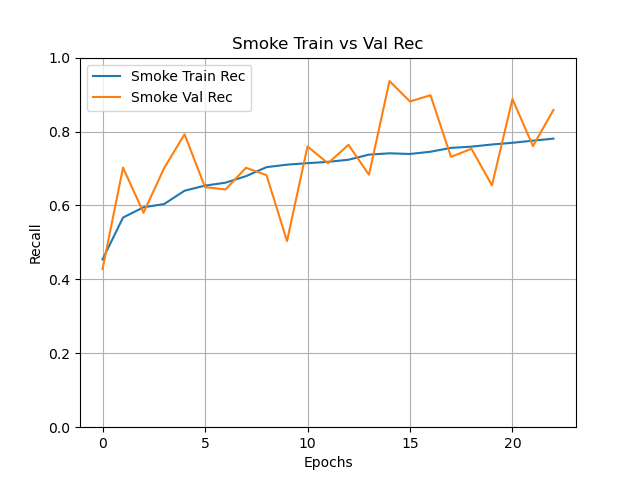 Smoke Train vs Val Rec
Smoke Train Rec
Smoke Val Rec
1.0
0.8
0.6
0.4
0.2
0.0
Recall
0 5 10 15 20
Epochs